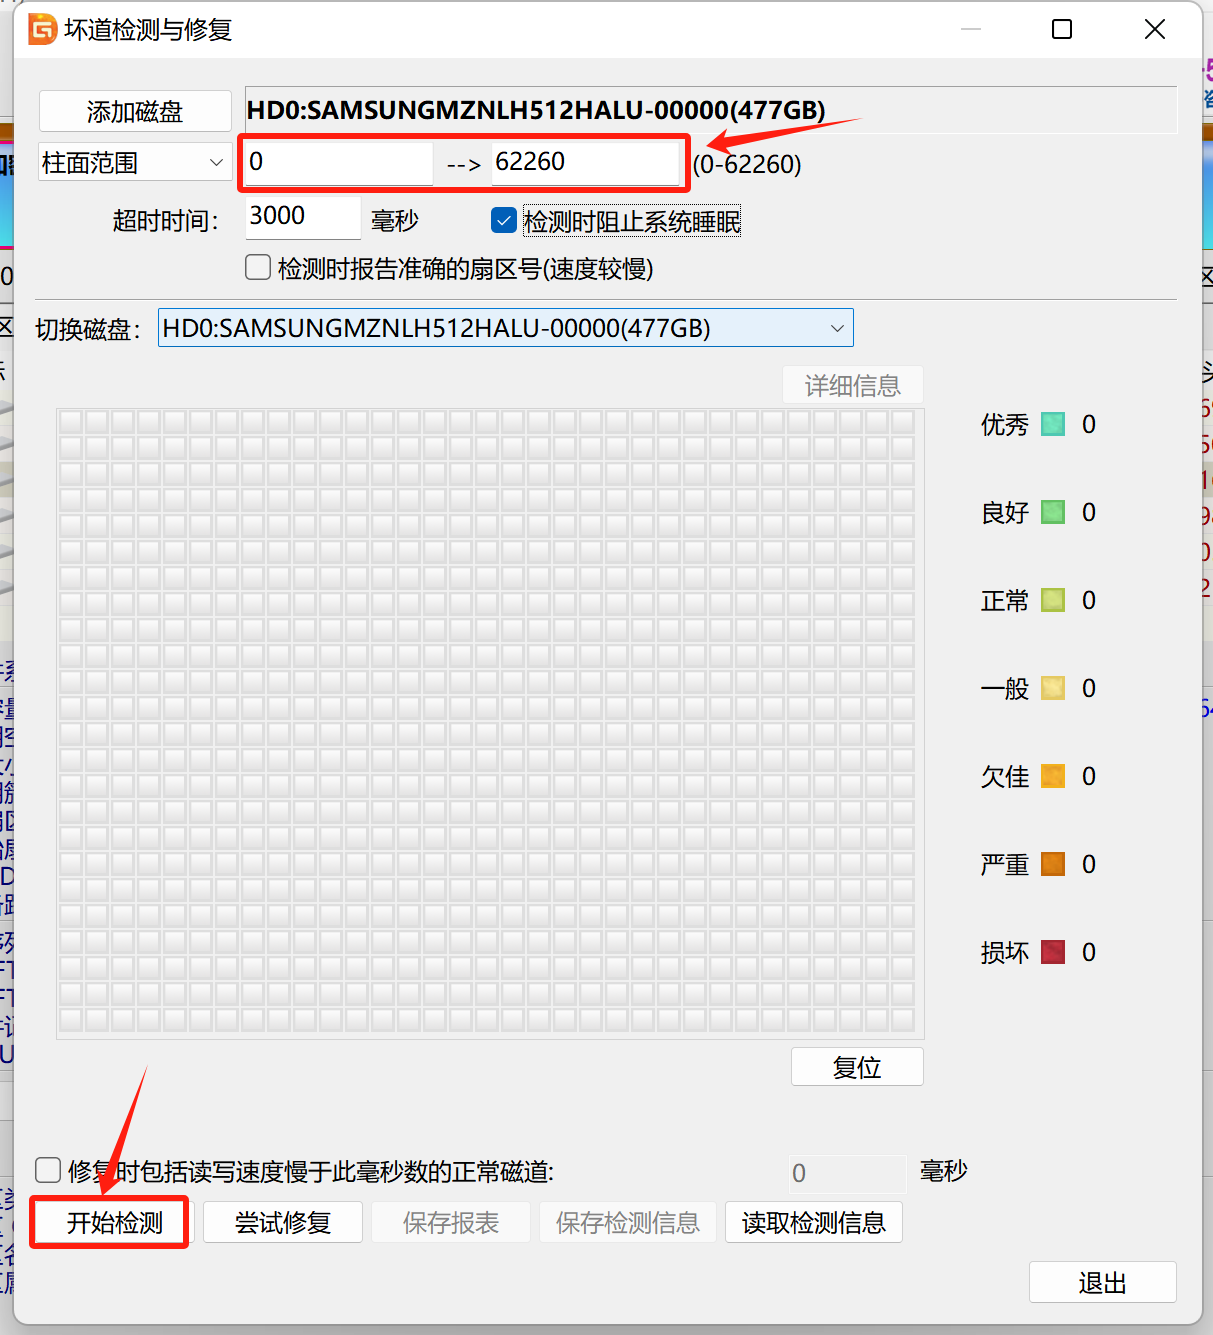 坏道检测与修复
添加磁盘 HD0:SAMSUNGMZNLH512HALU-00000(477GB)
柱面范围 0 --> 62260 (0-62260)
超时时间: 3000 毫秒 检测时阻止系统睡眠
检测时报告准确的扇区号(速度较慢)
切换磁盘: HD0:SAMSUNGMZNLH512HALU-00000(477GB)
详细信息
优秀 0
良好 0
正常 0
一般 0
欠佳 0
严重 0
损坏 0
复位
修复时包括读写速度慢于此毫秒数的正常磁道: 0 毫秒
开始检测 尝试修复 保存报表 保存检测信息 读取检测信息
退出